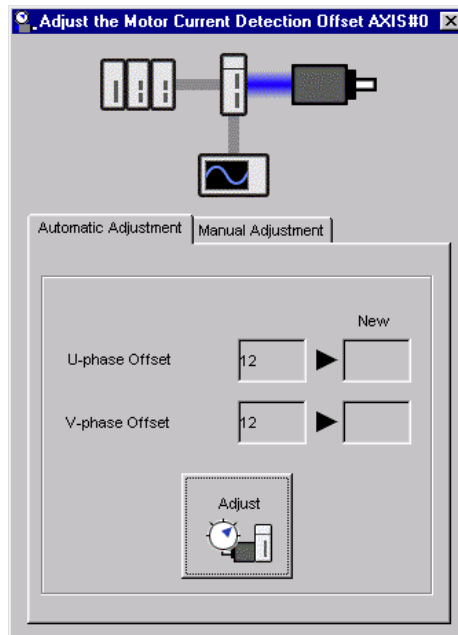 Adjust the Motor Current Detection Offset AXIS#0
Automatic Adjustment Manual Adjustment
New
U-phase Offset 12
V-phase Offset 12
Adjust